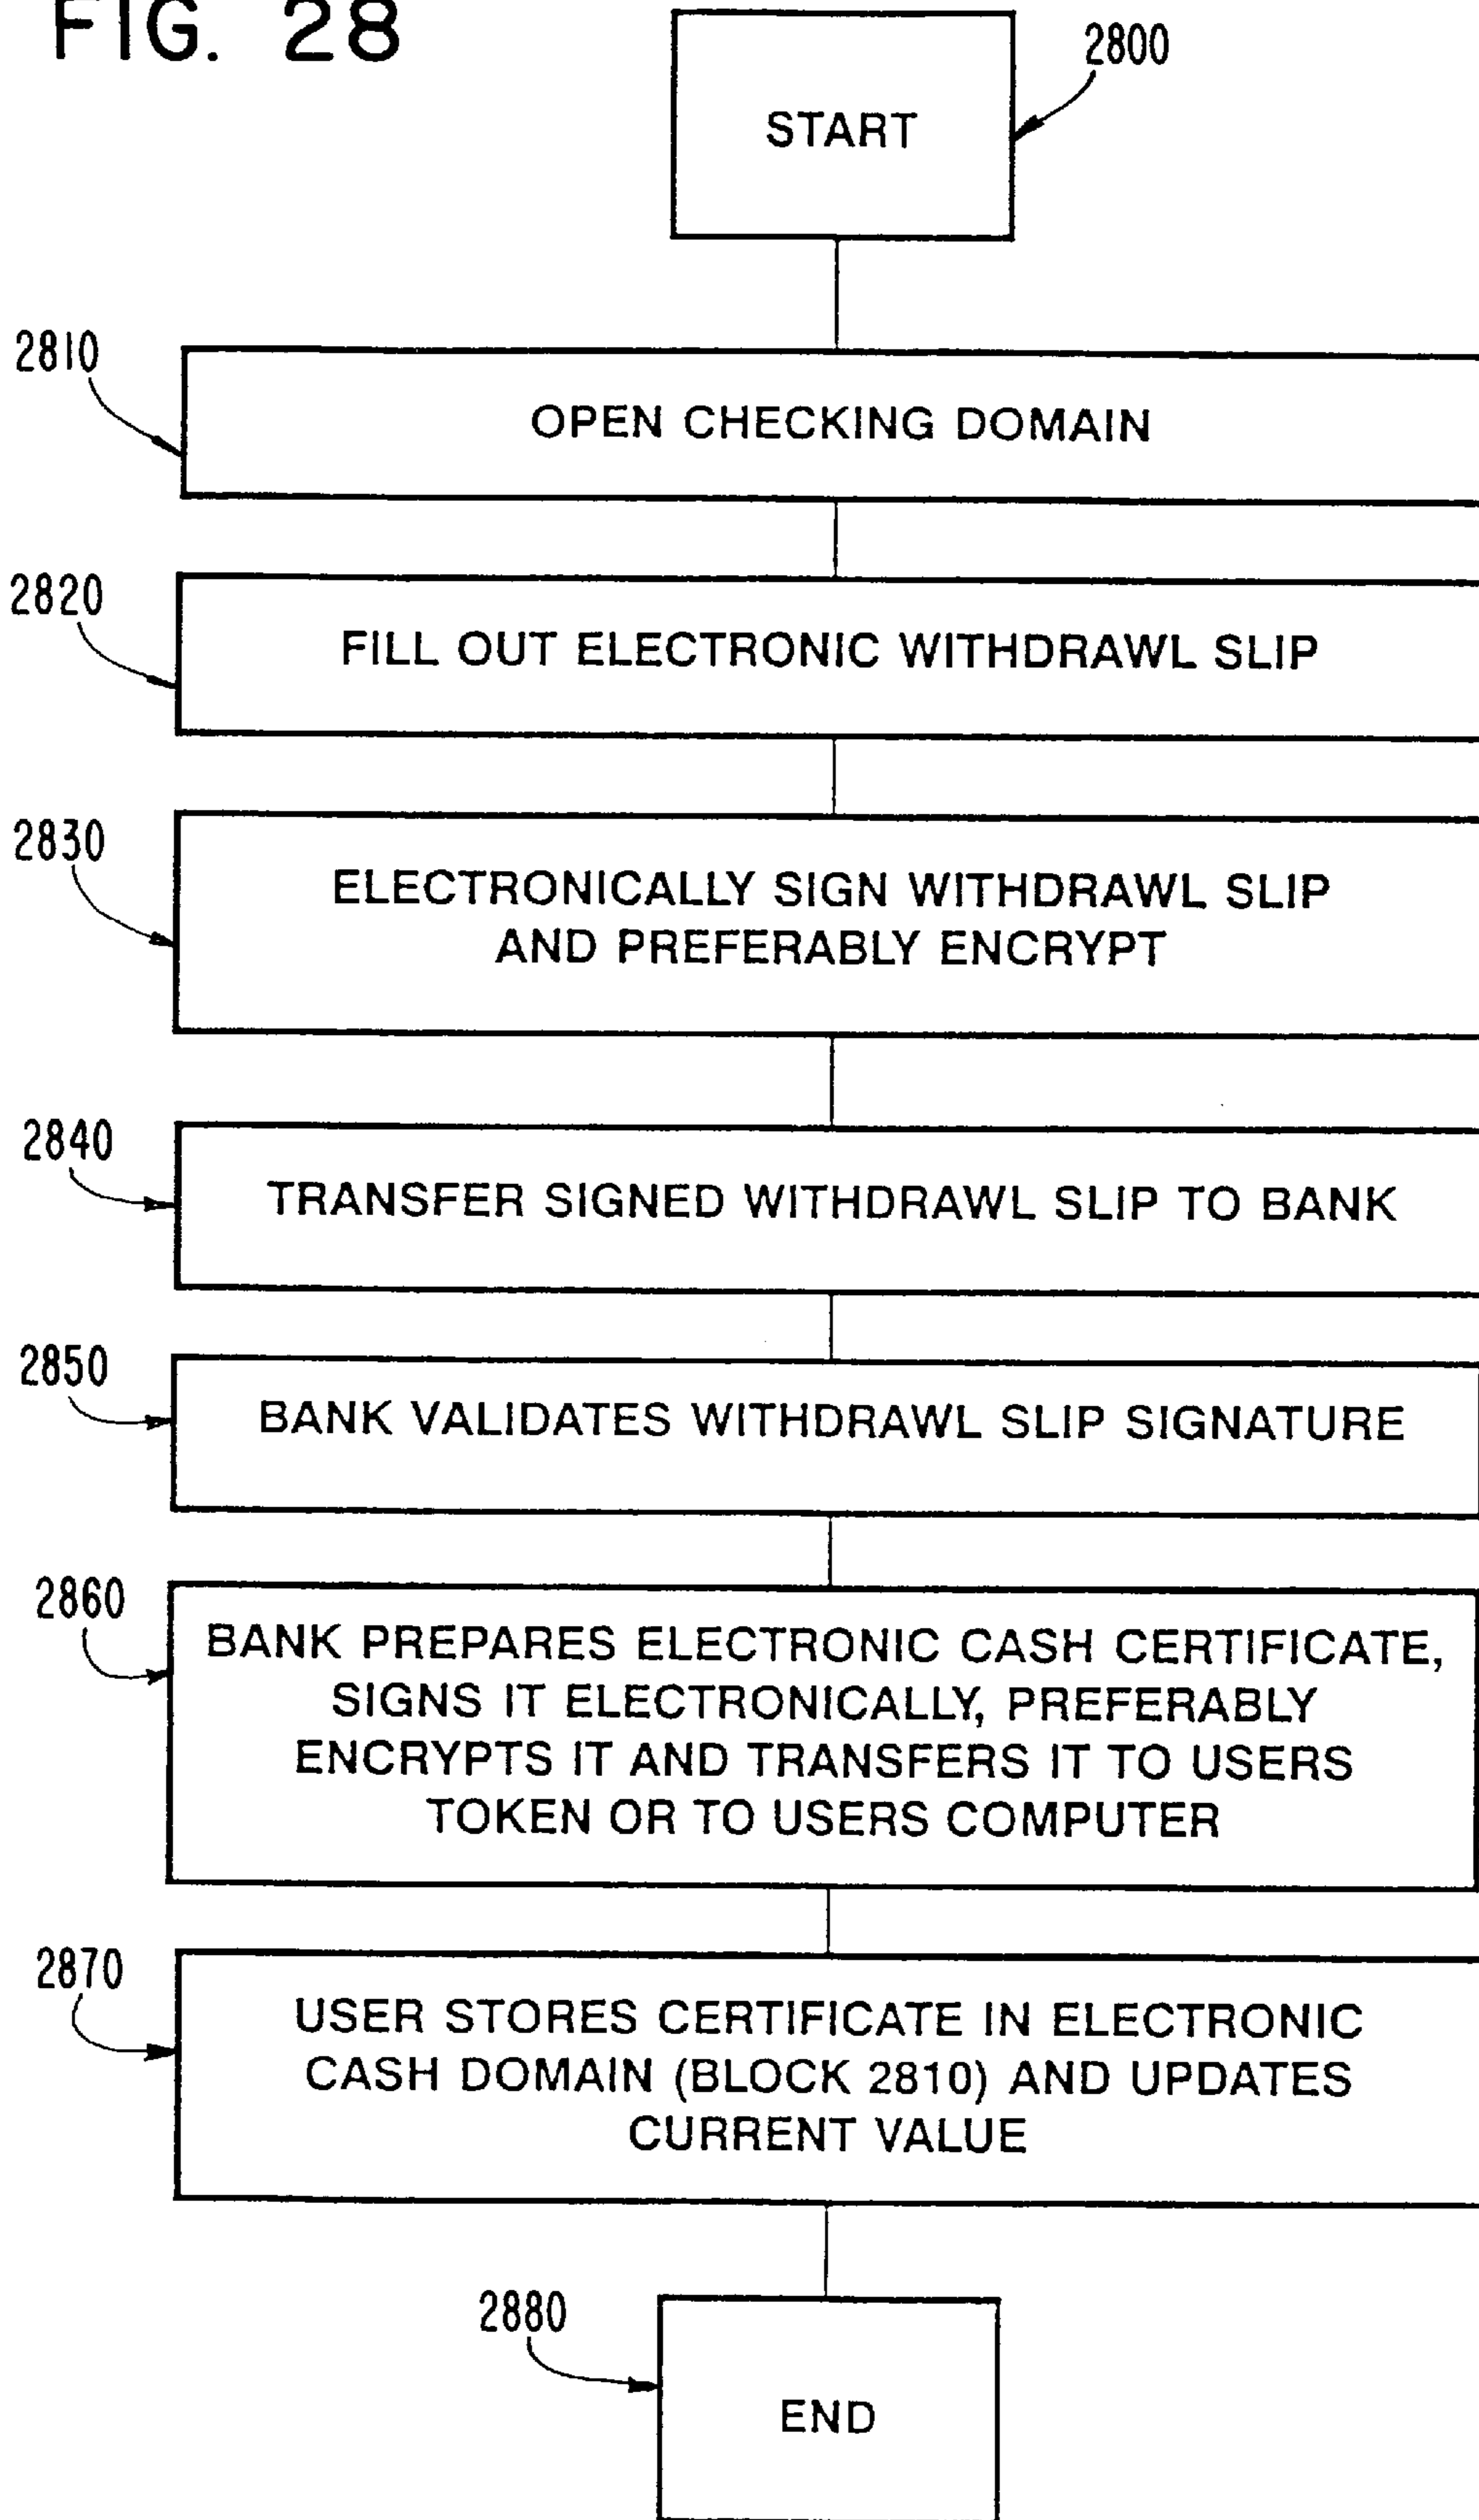 FIG. 28
2800
START
2810
OPEN CHECKING DOMAIN
2820
FILL OUT ELECTRONIC WITHDRAWL SLIP
2830
ELECTRONICALLY SIGN WITHDRAWL SLIP
AND PREFERABLY ENCRYPT
2840
TRANSFER SIGNED WITHDRAWL SLIP TO BANK
2850
BANK VALIDATES WITHDRAWL SLIP SIGNATURE
2860
BANK PREPARES ELECTRONIC CASH CERTIFICATE,
SIGNS IT ELECTRONICALLY, PREFERABLY
ENCRYPTS IT AND TRANSFERS IT TO USERS
TOKEN OR TO USERS COMPUTER
2870
USER STORES CERTIFICATE IN ELECTRONIC
CASH DOMAIN (BLOCK 2810) AND UPDATES
CURRENT VALUE
2880
END